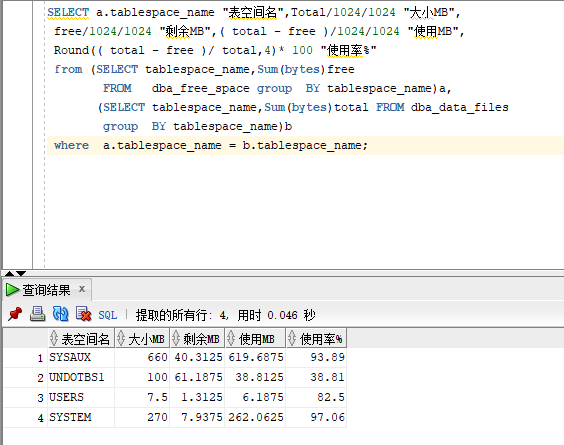 SELECT a.tablespace_name "表空间名",Total/1024/1024 "大小MB",
free/1024/1024 "剩余MB",( total - free )/1024/1024 "使用MB",
Round(( total - free )/ total,4)* 100 "使用率%"
from (SELECT tablespace_name,Sum(bytes)free
FROM dba_free_space group BY tablespace_name)a,
(SELECT tablespace_name,Sum(bytes)total FROM dba_data_files
group BY tablespace_name)b
where a.tablespace_name = b.tablespace_name;
查询结果 x
SQL | 提取的所有行: 4, 用时 0.046 秒
表空间名 大小MB 剩余MB 使用MB 使用率%
1 SYSAUX 660 40.3125 619.6875 93.89
2 UNDOTBS1 100 61.1875 38.8125 38.81
3 USERS 7.5 1.3125 6.1875 82.5
4 SYSTEM 270 7.9375 262.0625 97.06